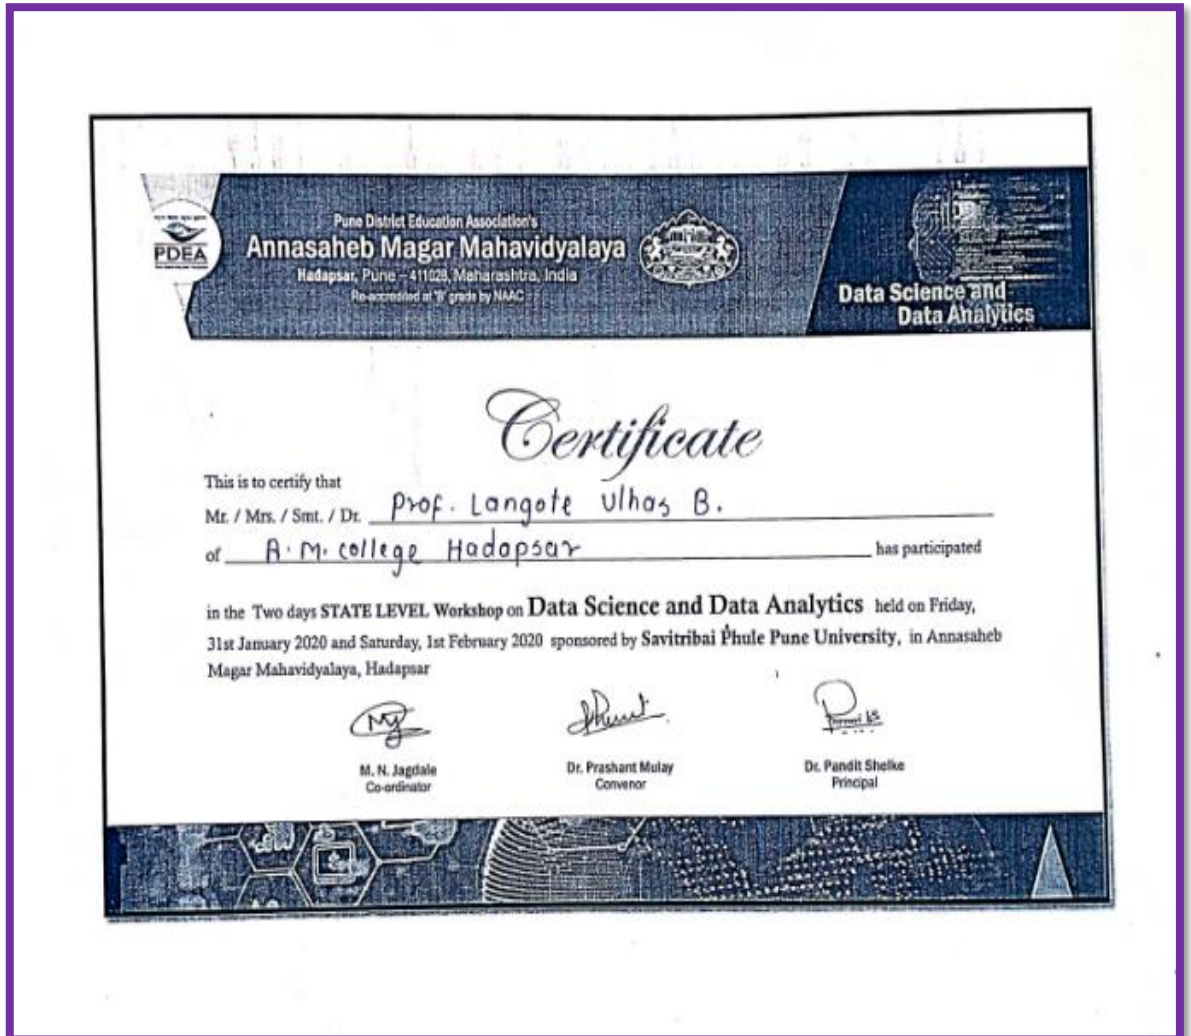 Pune District Education Association's
Annasaheb Magar Mahavidyalaya
Hadapsar, Pune – 411028, Maharashtra, India
Re-accredited at 'B' grade by NAAC
PDEA
Data Science and
Data Analytics
Certificate
This is to certify that
Mr. / Mrs. / Smt. / Dr. Prof. Langote Ulhas B.
of A. M. College Hadapsar has participated
in the Two days STATE LEVEL Workshop on Data Science and Data Analytics held on Friday,
31st January 2020 and Saturday, 1st February 2020 sponsored by Savitribai Phule Pune University, in Annasaheb
Magar Mahavidyalaya, Hadapsar
M. N. Jagdale
Co-ordinator
Dr. Prashant Mulay
Convenor
Dr. Pandit Shelke
Principal